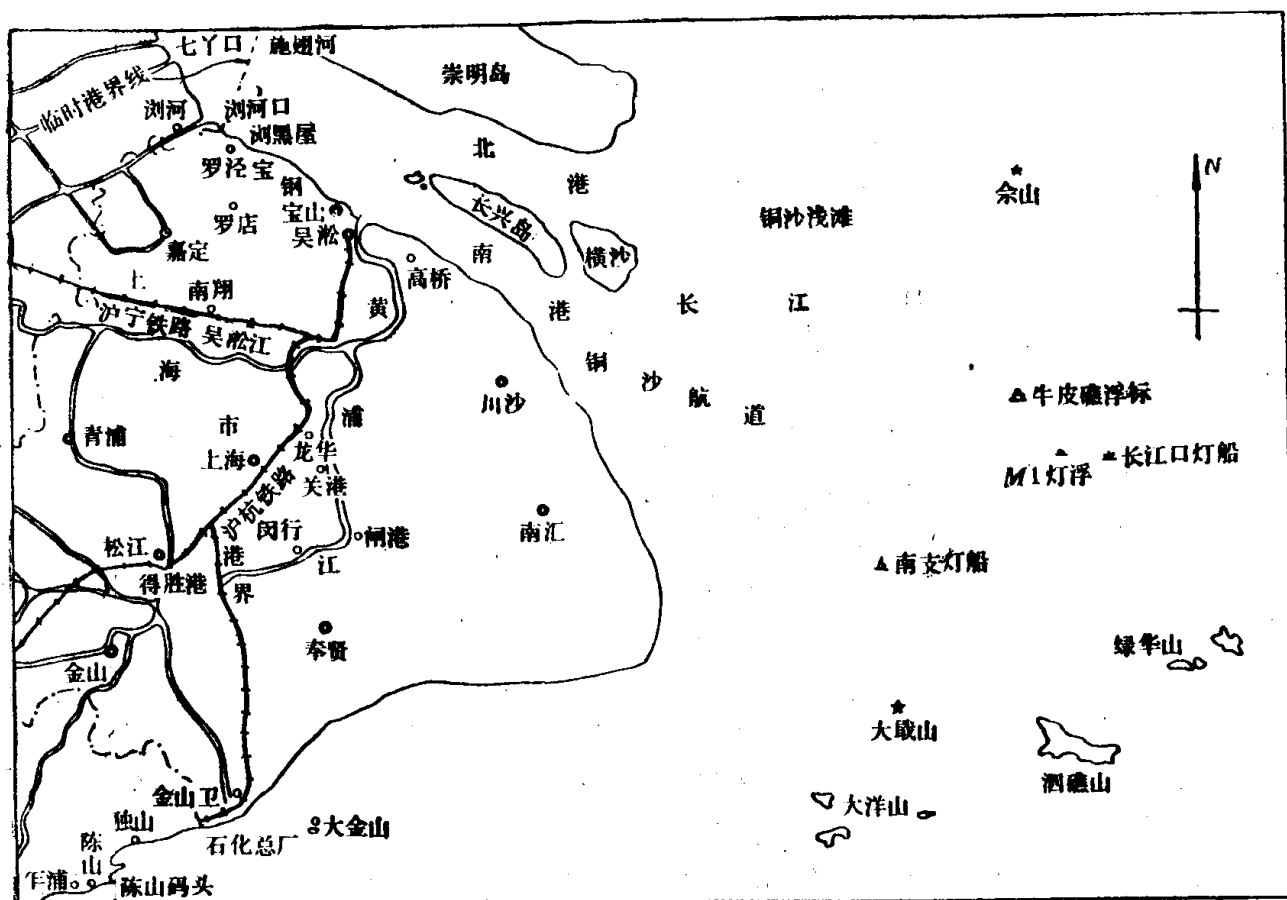 七丫口
施翘河
崇明岛
临时港界线
浏河
浏河口
浏黑屋
北港
罗泾
宝钢
长兴岛
佘山
N
铜沙浅滩
罗店
宝山
吴淞
嘉定
南港
横沙
高桥
上海市
南翔
黄浦江
长江
沪宁铁路
吴淞江
铜沙航道
川沙
牛皮礁浮标
青浦
龙华
上海
长江口灯船
M1灯浮
关港
沪杭铁路
南汇
松江
闵行
闸港
港界
得胜港
南支灯船
奉贤
绿华山
金山
大戢山
泗礁山
金山卫
大洋山
独山
大金山
石化总厂
陈山
乍浦
陈山码头